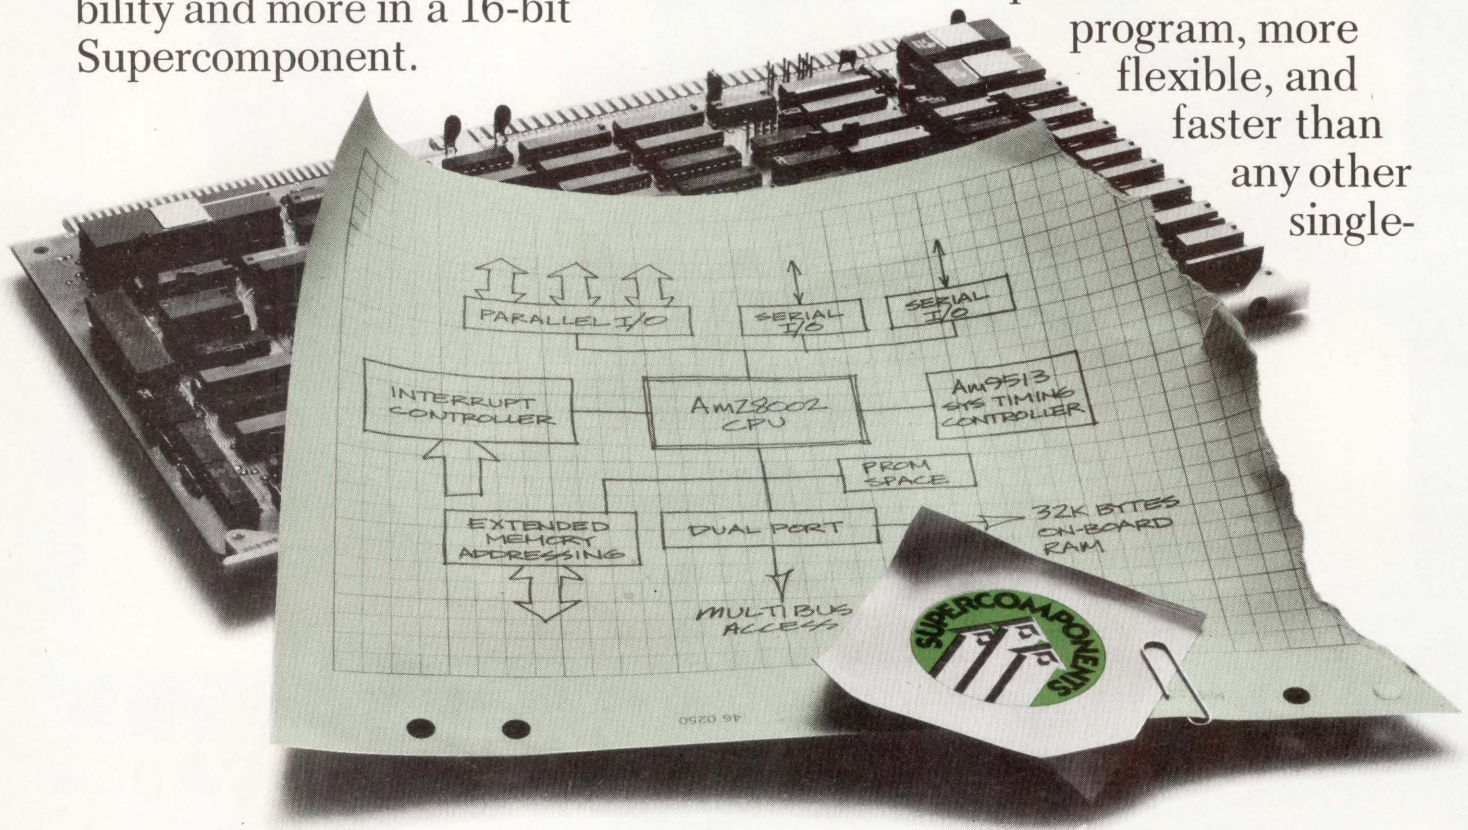 bility and more in a 16-bit
Supercomponent.
program, more
flexible, and
faster than
any other
single-
PARALLEL I/O
SERIAL
I/O
SERIAL
I/O
INTERRUPT
CONTROLLER
AmZ8002
CPU
Am9513
SYS TIMING
CONTROLLER
PROM
SPACE
EXTENDED
MEMORY
ADDRESSING
DUAL PORT
32K BYTES
ON-BOARD
RAM
MULTIBUS
ACCESS
SUPERCOMPONENTS
46 0250